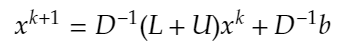 x^{k+1} = D^{-1}(L + U)x^k + D^{-1}b